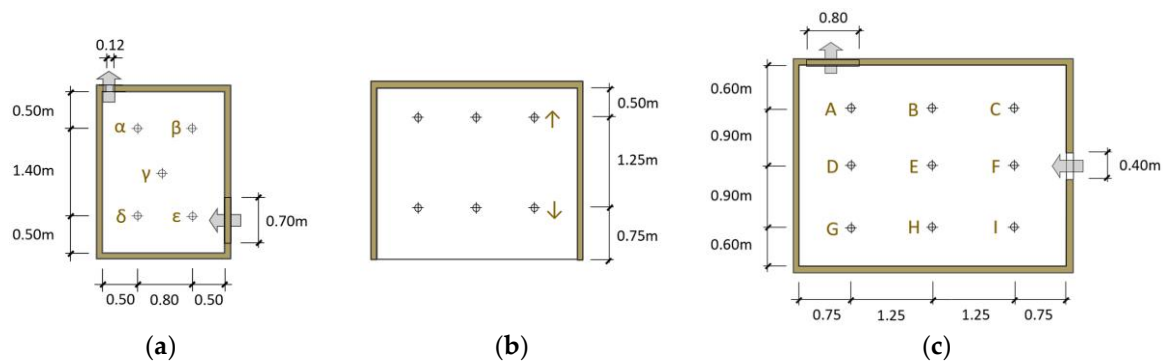 0.12
0.50m
1.40m
0.50m
α
β
γ
δ
ε
0.70m
0.50
0.80
0.50
(a)
↑
↓
0.50m
1.25m
0.75m
(b)
0.80
0.60m
0.90m
0.90m
0.60m
A
B
C
D
E
F
G
H
I
0.40m
0.75
1.25
1.25
0.75
(c)